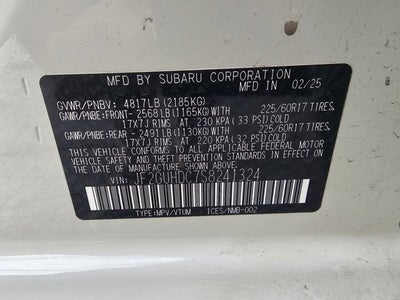 MFD BY SUBARU CORPORATION
MFD IN 02/25
GVWR/PNBV: 4817LB (2185KG)
GAWR/PNBE:FRONT- 2568LB(1165KG)WITH 225/60R17 TIRES,
17X7J RIMS AT 230 KPA(33 PSI)COLD
GAWR/PNBE:REAR -2491LB(1130KG)WITH 225/60R17 TIRES,
17X7J RIMS,AT 220 KPA(32 PSI)COLD
THIS VEHICLE CONFORMS TO ALL APPLICABLE FEDERAL
MOTOR VEHICLE SAFETY, BUMPER, AND THEFT PREVENTION
STANDARDS IN EFFECT ON THE DATE OF MANUFACTURE
SHOWN ABOVE.
VIN: JF2GUHDC7S8241324
TYPE:MPV/VTUM ICES/NMB-002